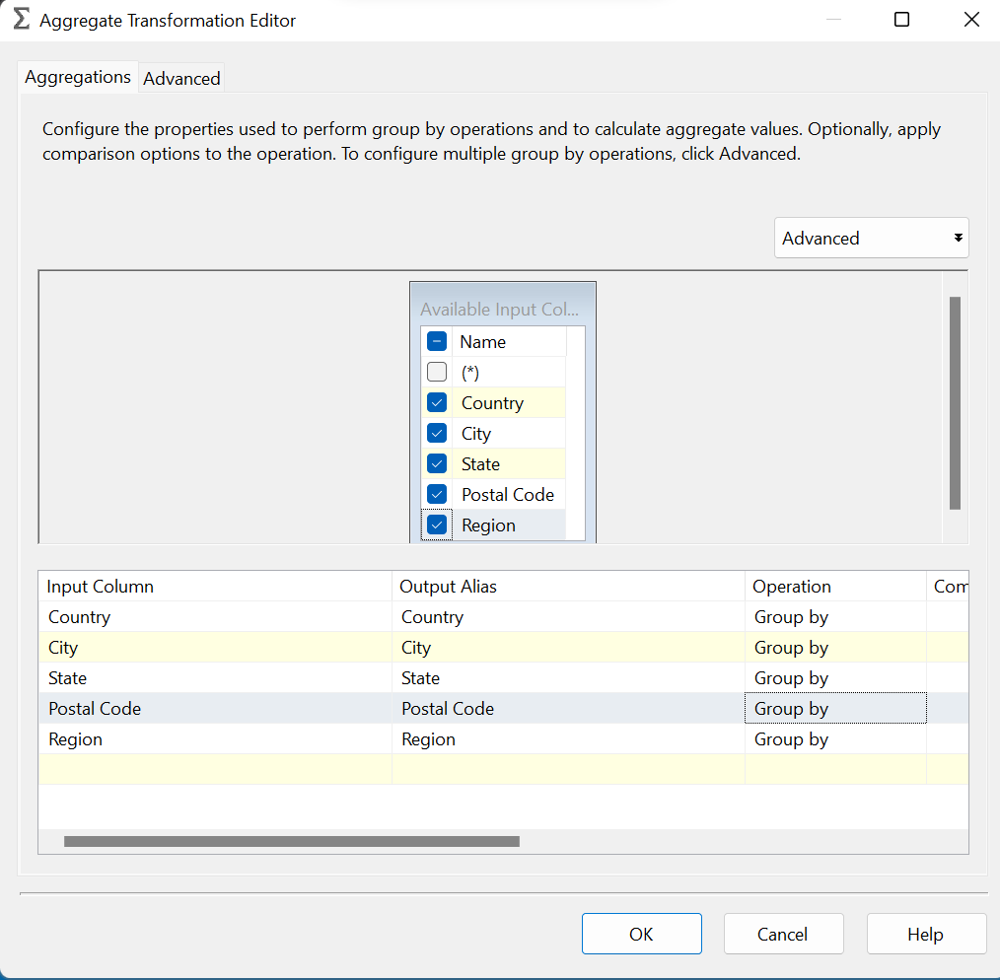 Aggregate Transformation Editor
Aggregations Advanced
Configure the properties used to perform group by operations and to calculate aggregate values. Optionally, apply
comparison options to the operation. To configure multiple group by operations, click Advanced.
Advanced
Available Input Col...
Name
(*)
Country
City
State
Postal Code
Region
Input Column Output Alias Operation Com
Country Country Group by
City City Group by
State State Group by
Postal Code Postal Code Group by
Region Region Group by
OK Cancel Help